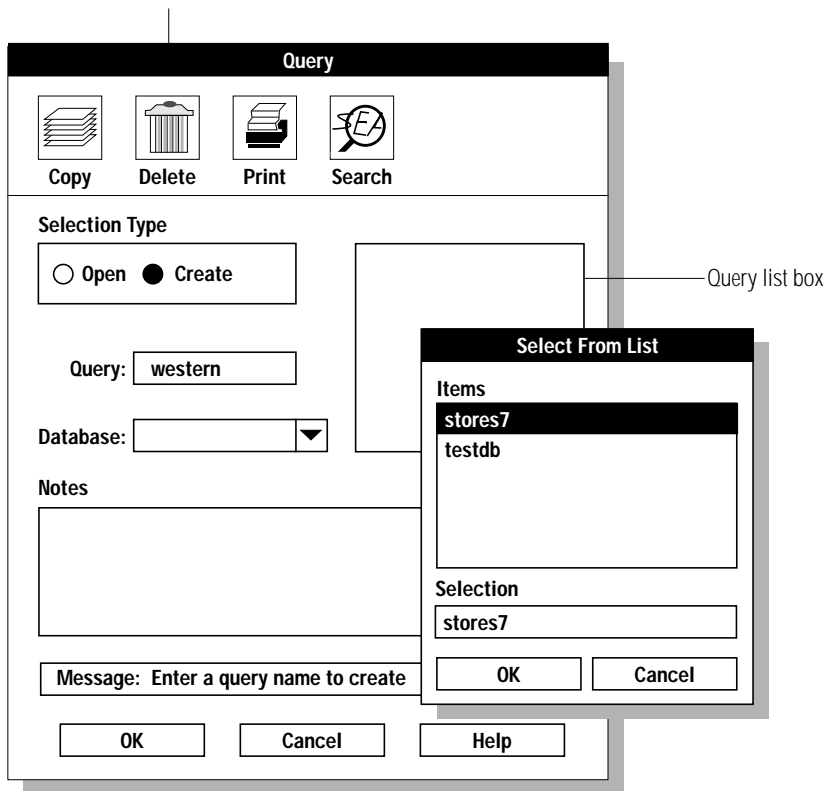 Query
Copy Delete Print Search
SEA
Selection Type
Open Create
Query list box
Query: western
Database:
Notes
Message: Enter a query name to create
OK Cancel Help
Select From List
Items
stores7
testdb
Selection
stores7
OK Cancel